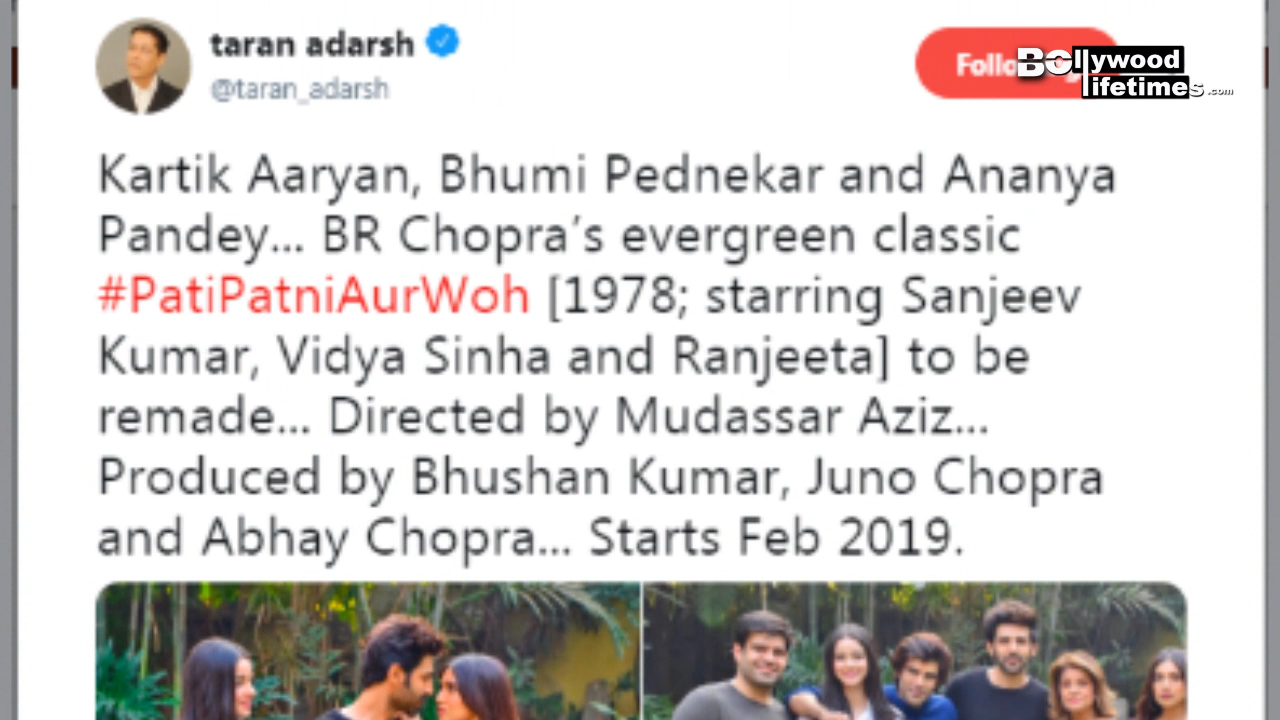 taran adarsh
@taran_adarsh
Follo
Bollywood
lifetimes.com
Kartik Aaryan, Bhumi Pednekar and Ananya
Pandey... BR Chopra’s evergreen classic
#PatiPatniAurWoh [1978; starring Sanjeev
Kumar, Vidya Sinha and Ranjeeta] to be
remade... Directed by Mudassar Aziz...
Produced by Bhushan Kumar, Juno Chopra
and Abhay Chopra... Starts Feb 2019.